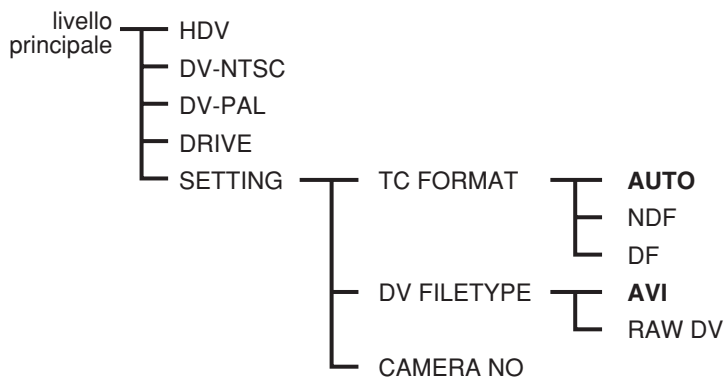 livello
principale
HDV
DV-NTSC
DV-PAL
DRIVE
SETTING
TC FORMAT
AUTO
NDF
DF
DV FILETYPE
AVI
RAW DV
CAMERA NO